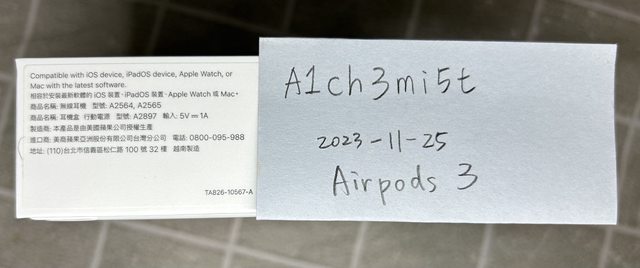 Compatible with iOS device, iPadOS device, Apple Watch, or
Mac with the latest software.
相容於安裝最新軟體的 iOS 裝置、iPadOS 裝置、Apple Watch 或 Mac。
商品名稱: 無線耳機 型號: A2564, A2565
商品名稱: 耳機盒 行動電源 型號: A2897 輸入: 5V⎓1A
製造商: 本產品是由美國蘋果公司授權生產
進口商: 美商蘋果亞洲股份有限公司台灣分公司 電話: 0800-095-988
地址: (110)台北市信義區松仁路 100 號 32 樓 越南製造
TA826-10567-A
A1ch3mi5t
2023-11-25
Airpods 3